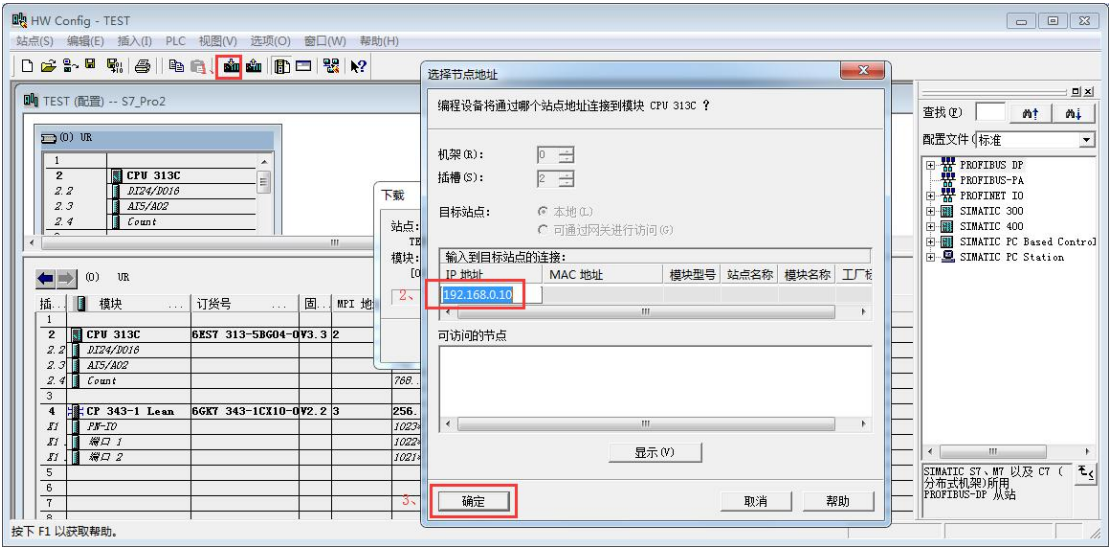 HW Config - TEST
站点(S) 编辑(E) 插入(I) PLC 视图(V) 选项(O) 窗口(W) 帮助(H)
TEST (配置) -- S7_Pro2
(0) UR
1
2 CPU 313C
2.2 DI24/DO16
2.3 AI5/AO2
2.4 Count
下载
站点:
TE
模块:
[0
2、
3、
选择节点地址
编程设备将通过哪个站点地址连接到模块 CPU 313C ?
机架(R): 0
插槽(S): 2
目标站点: 本地(L)
可通过网关进行访问(G)
输入到目标站点的连接:
IP 地址 MAC 地址 模块型号 站点名称 模块名称 工厂标
192.168.0.10
可访问的节点
显示(V)
确定 取消 帮助
(0) UR
插... 模块 ... 订货号 ... 固... MPI 地
1
2 CPU 313C 6ES7 313-5BG04-0 V3.3 2
2.2 DI24/DO16
2.3 AI5/AO2
2.4 Count 768...
3
4 CP 343-1 Lean 6GK7 343-1CX10-0 V2.2 3 256.
X1 PN-IO 1023*
X1 端口 1 1022*
X1 端口 2 1021*
5
6
7
8
查找(F)
配置文件(标准
PROFIBUS DP
PROFIBUS-PA
PROFINET IO
SIMATIC 300
SIMATIC 400
SIMATIC PC Based Control
SIMATIC PC Station
SIMATIC S7、M7 以及 C7 (
分布式机架)所用
PROFIBUS-DP 从站
按下 F1 以获取帮助。